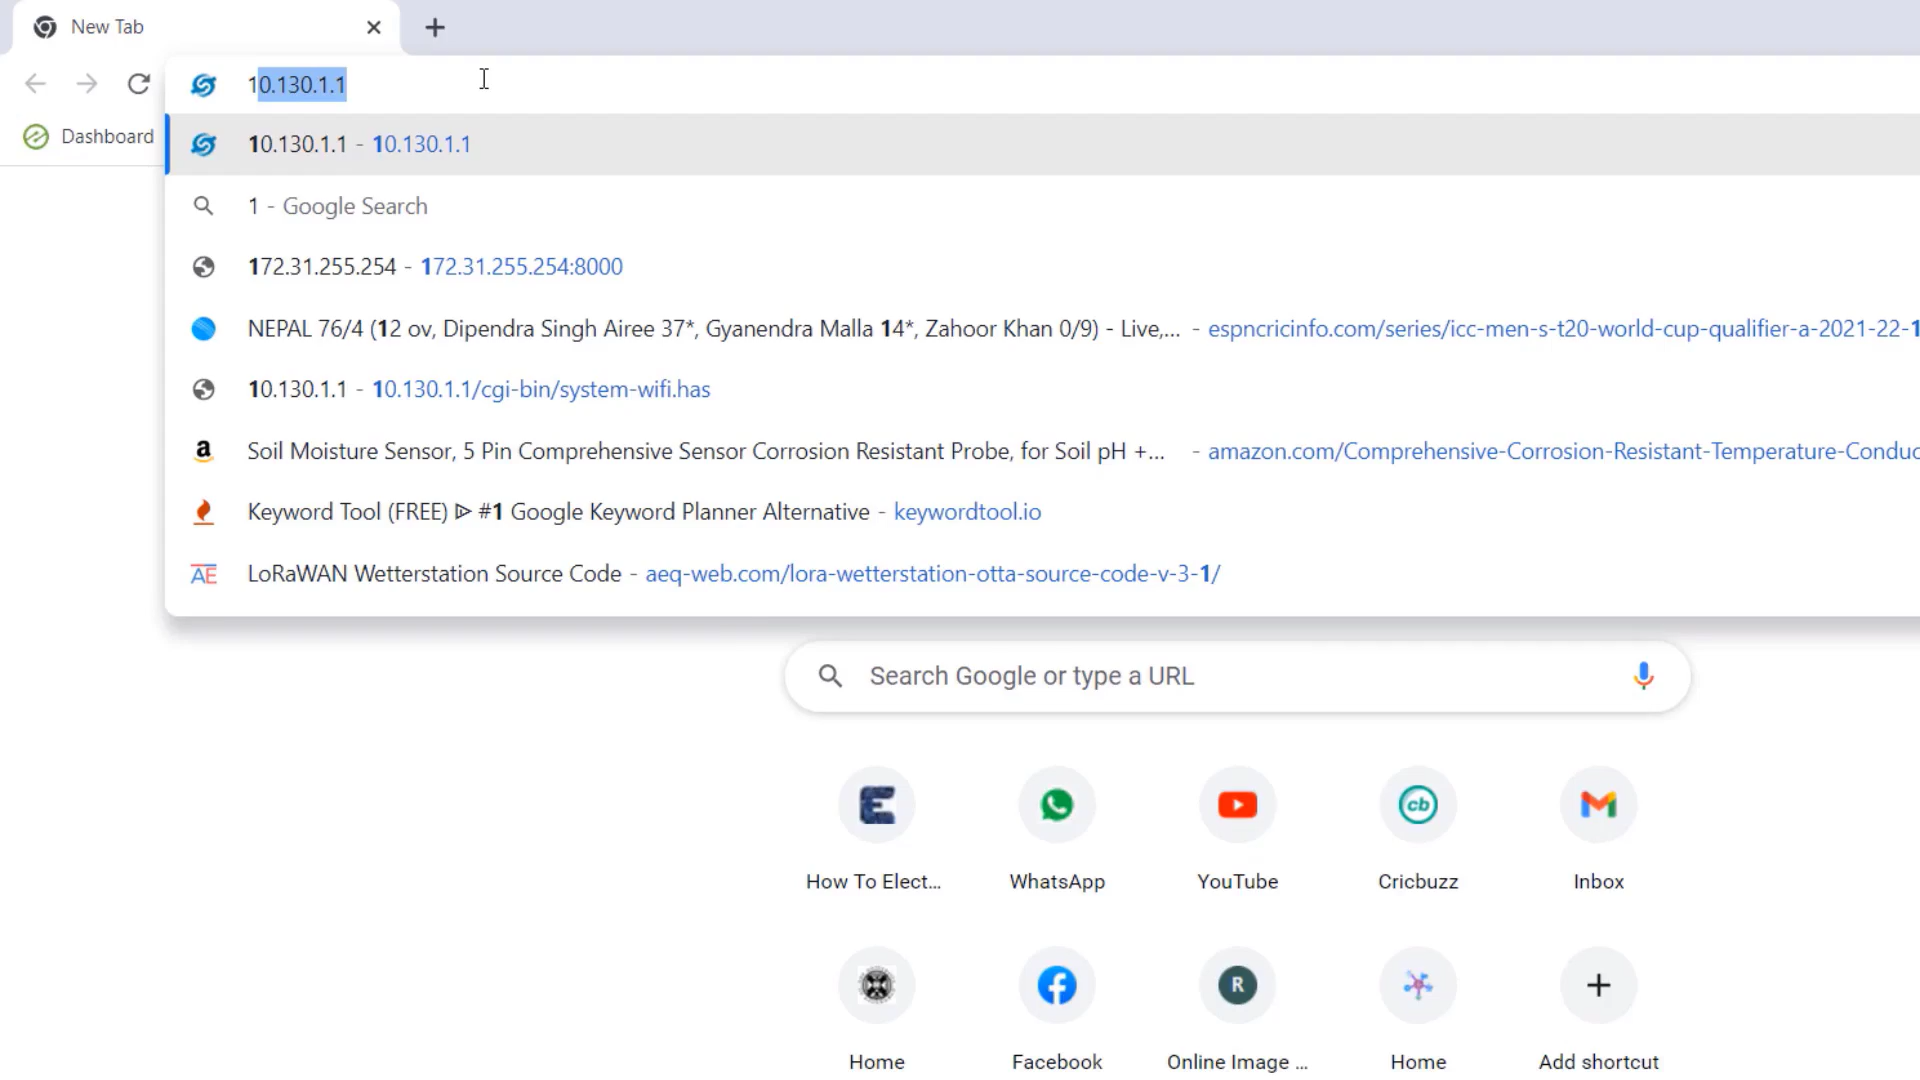 New Tab
10.130.1.1
Dashboard
10.130.1.1 - 10.130.1.1
1 - Google Search
172.31.255.254 - 172.31.255.254:8000
NEPAL 76/4 (12 ov, Dipendra Singh Airee 37*, Gyanendra Malla 14*, Zahoor Khan 0/9) - Live,... - espncricinfo.com/series/icc-men-s-t20-world-cup-qualifier-a-2021-22-1
10.130.1.1 - 10.130.1.1/cgi-bin/system-wifi.has
a Soil Moisture Sensor, 5 Pin Comprehensive Sensor Corrosion Resistant Probe, for Soil pH +... - amazon.com/Comprehensive-Corrosion-Resistant-Temperature-Conduc
Keyword Tool (FREE) ᐉ #1 Google Keyword Planner Alternative - keywordtool.io
AE LoRaWAN Wetterstation Source Code - aeq-web.com/lora-wetterstation-otta-source-code-v-3-1/
Search Google or type a URL
E cb
How To Elect... WhatsApp YouTube Cricbuzz Inbox
R
Home Facebook Online Image ... Home Add shortcut